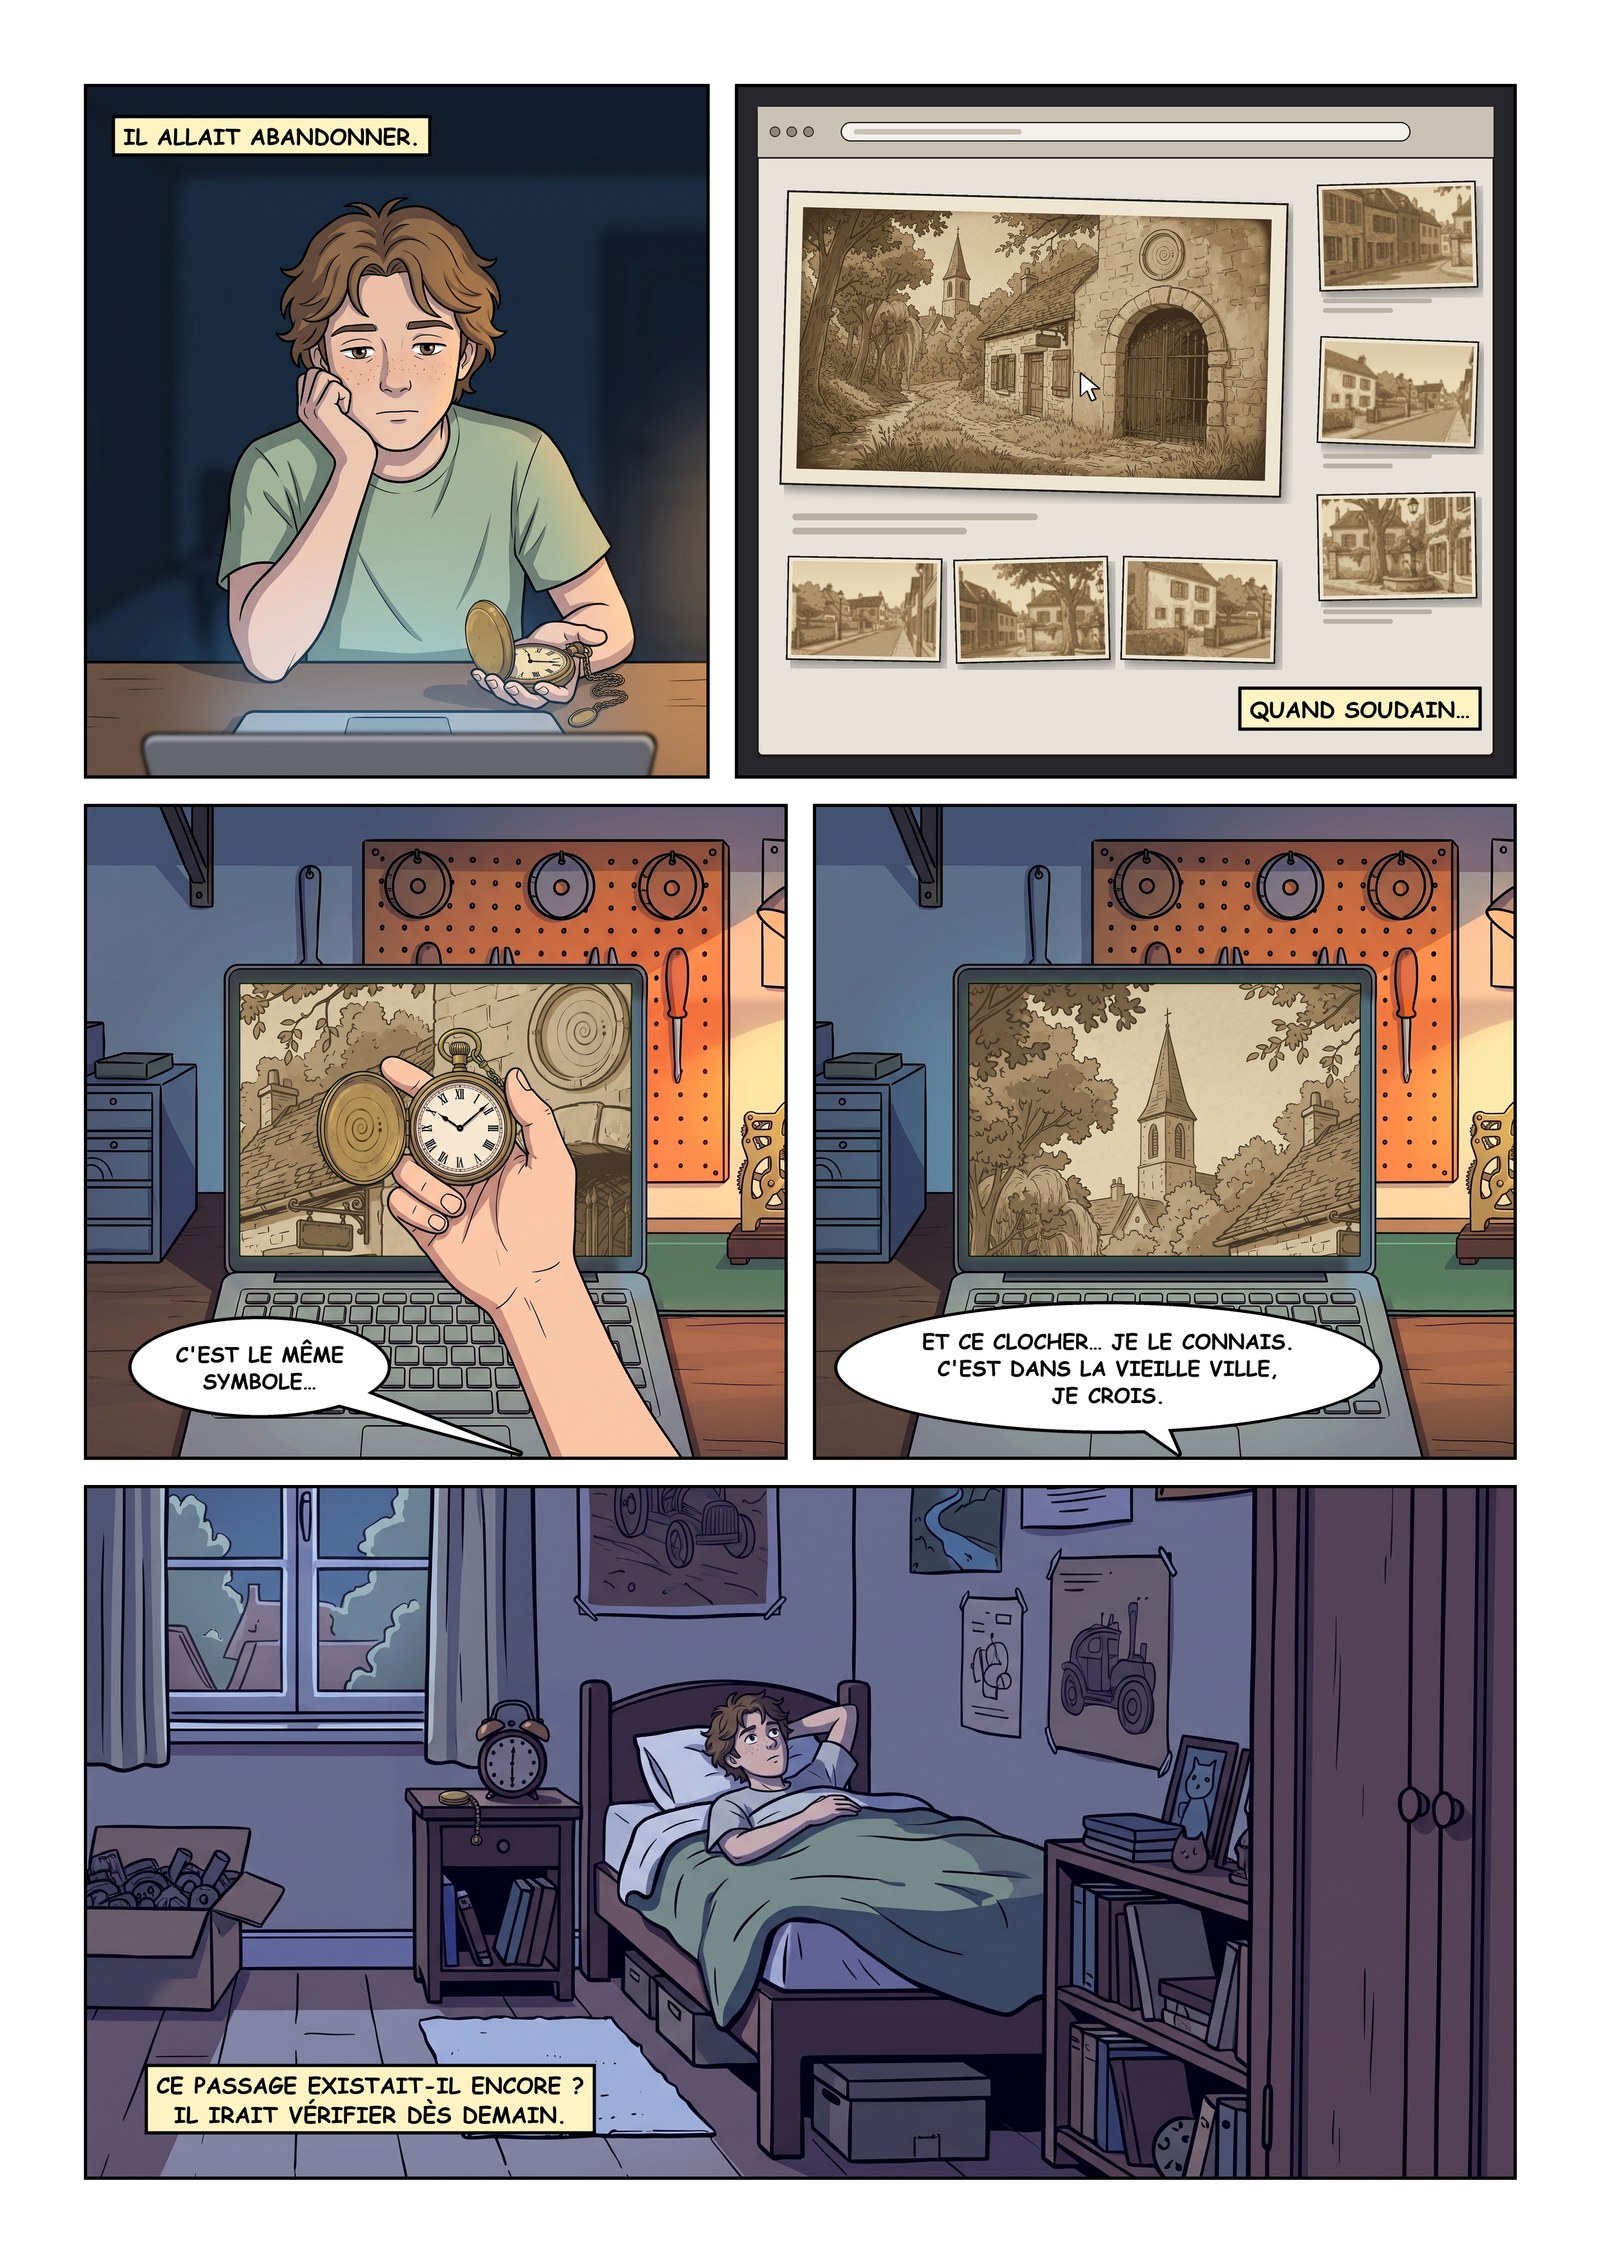 IL ALLAIT ABANDONNER.
QUAND SOUDAIN…
C'EST LE MÊME
SYMBOLE…
ET CE CLOCHER… JE LE CONNAIS.
C'EST DANS LA VIEILLE VILLE,
JE CROIS.
CE PASSAGE EXISTAIT-IL ENCORE ?
IL IRAIT VÉRIFIER DÈS DEMAIN.